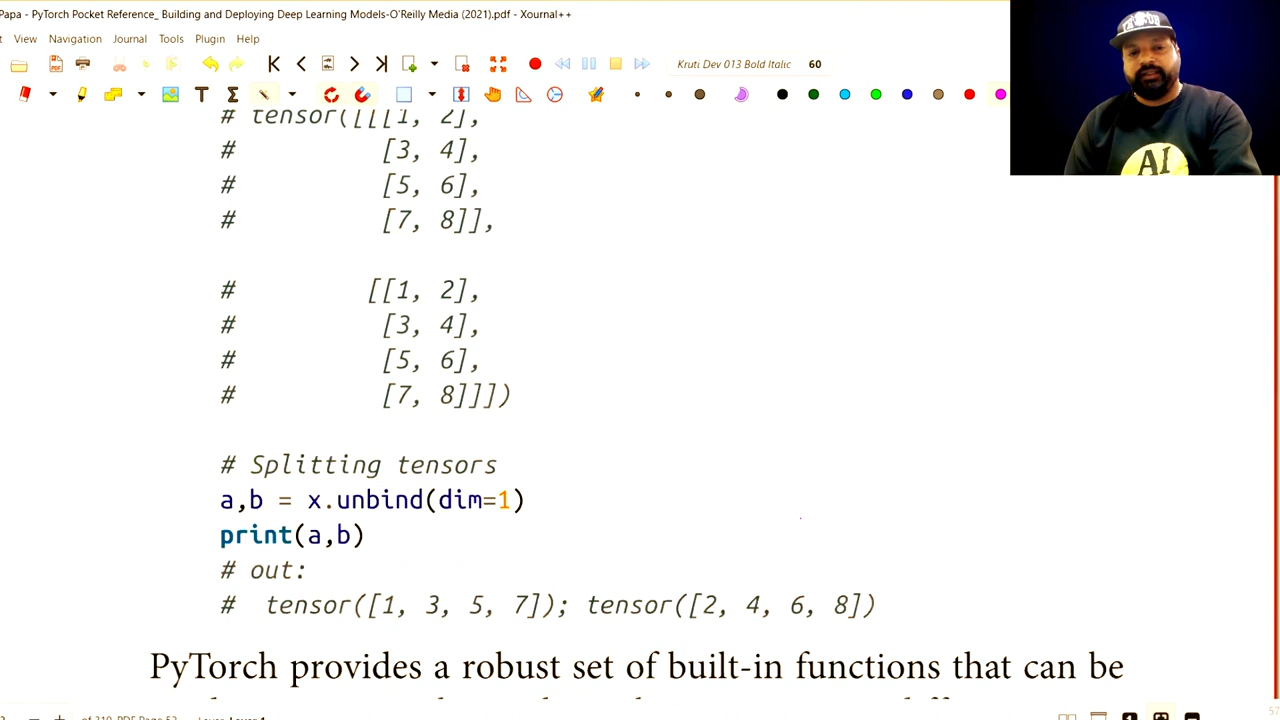 Papa - PyTorch Pocket Reference_ Building and Deploying Deep Learning Models-O'Reilly Media (2021).pdf - Xournal++
View Navigation Journal Tools Plugin Help
Kruti Dev 013 Bold Italic 60
# tensor([[[1, 2],
# [3, 4],
# [5, 6],
# [7, 8]],
# [[1, 2],
# [3, 4],
# [5, 6],
# [7, 8]]])
# Splitting tensors
a,b = x.unbind(dim=1)
print(a,b)
# out:
# tensor([1, 3, 5, 7]); tensor([2, 4, 6, 8])
PyTorch provides a robust set of built-in functions that can be
AI